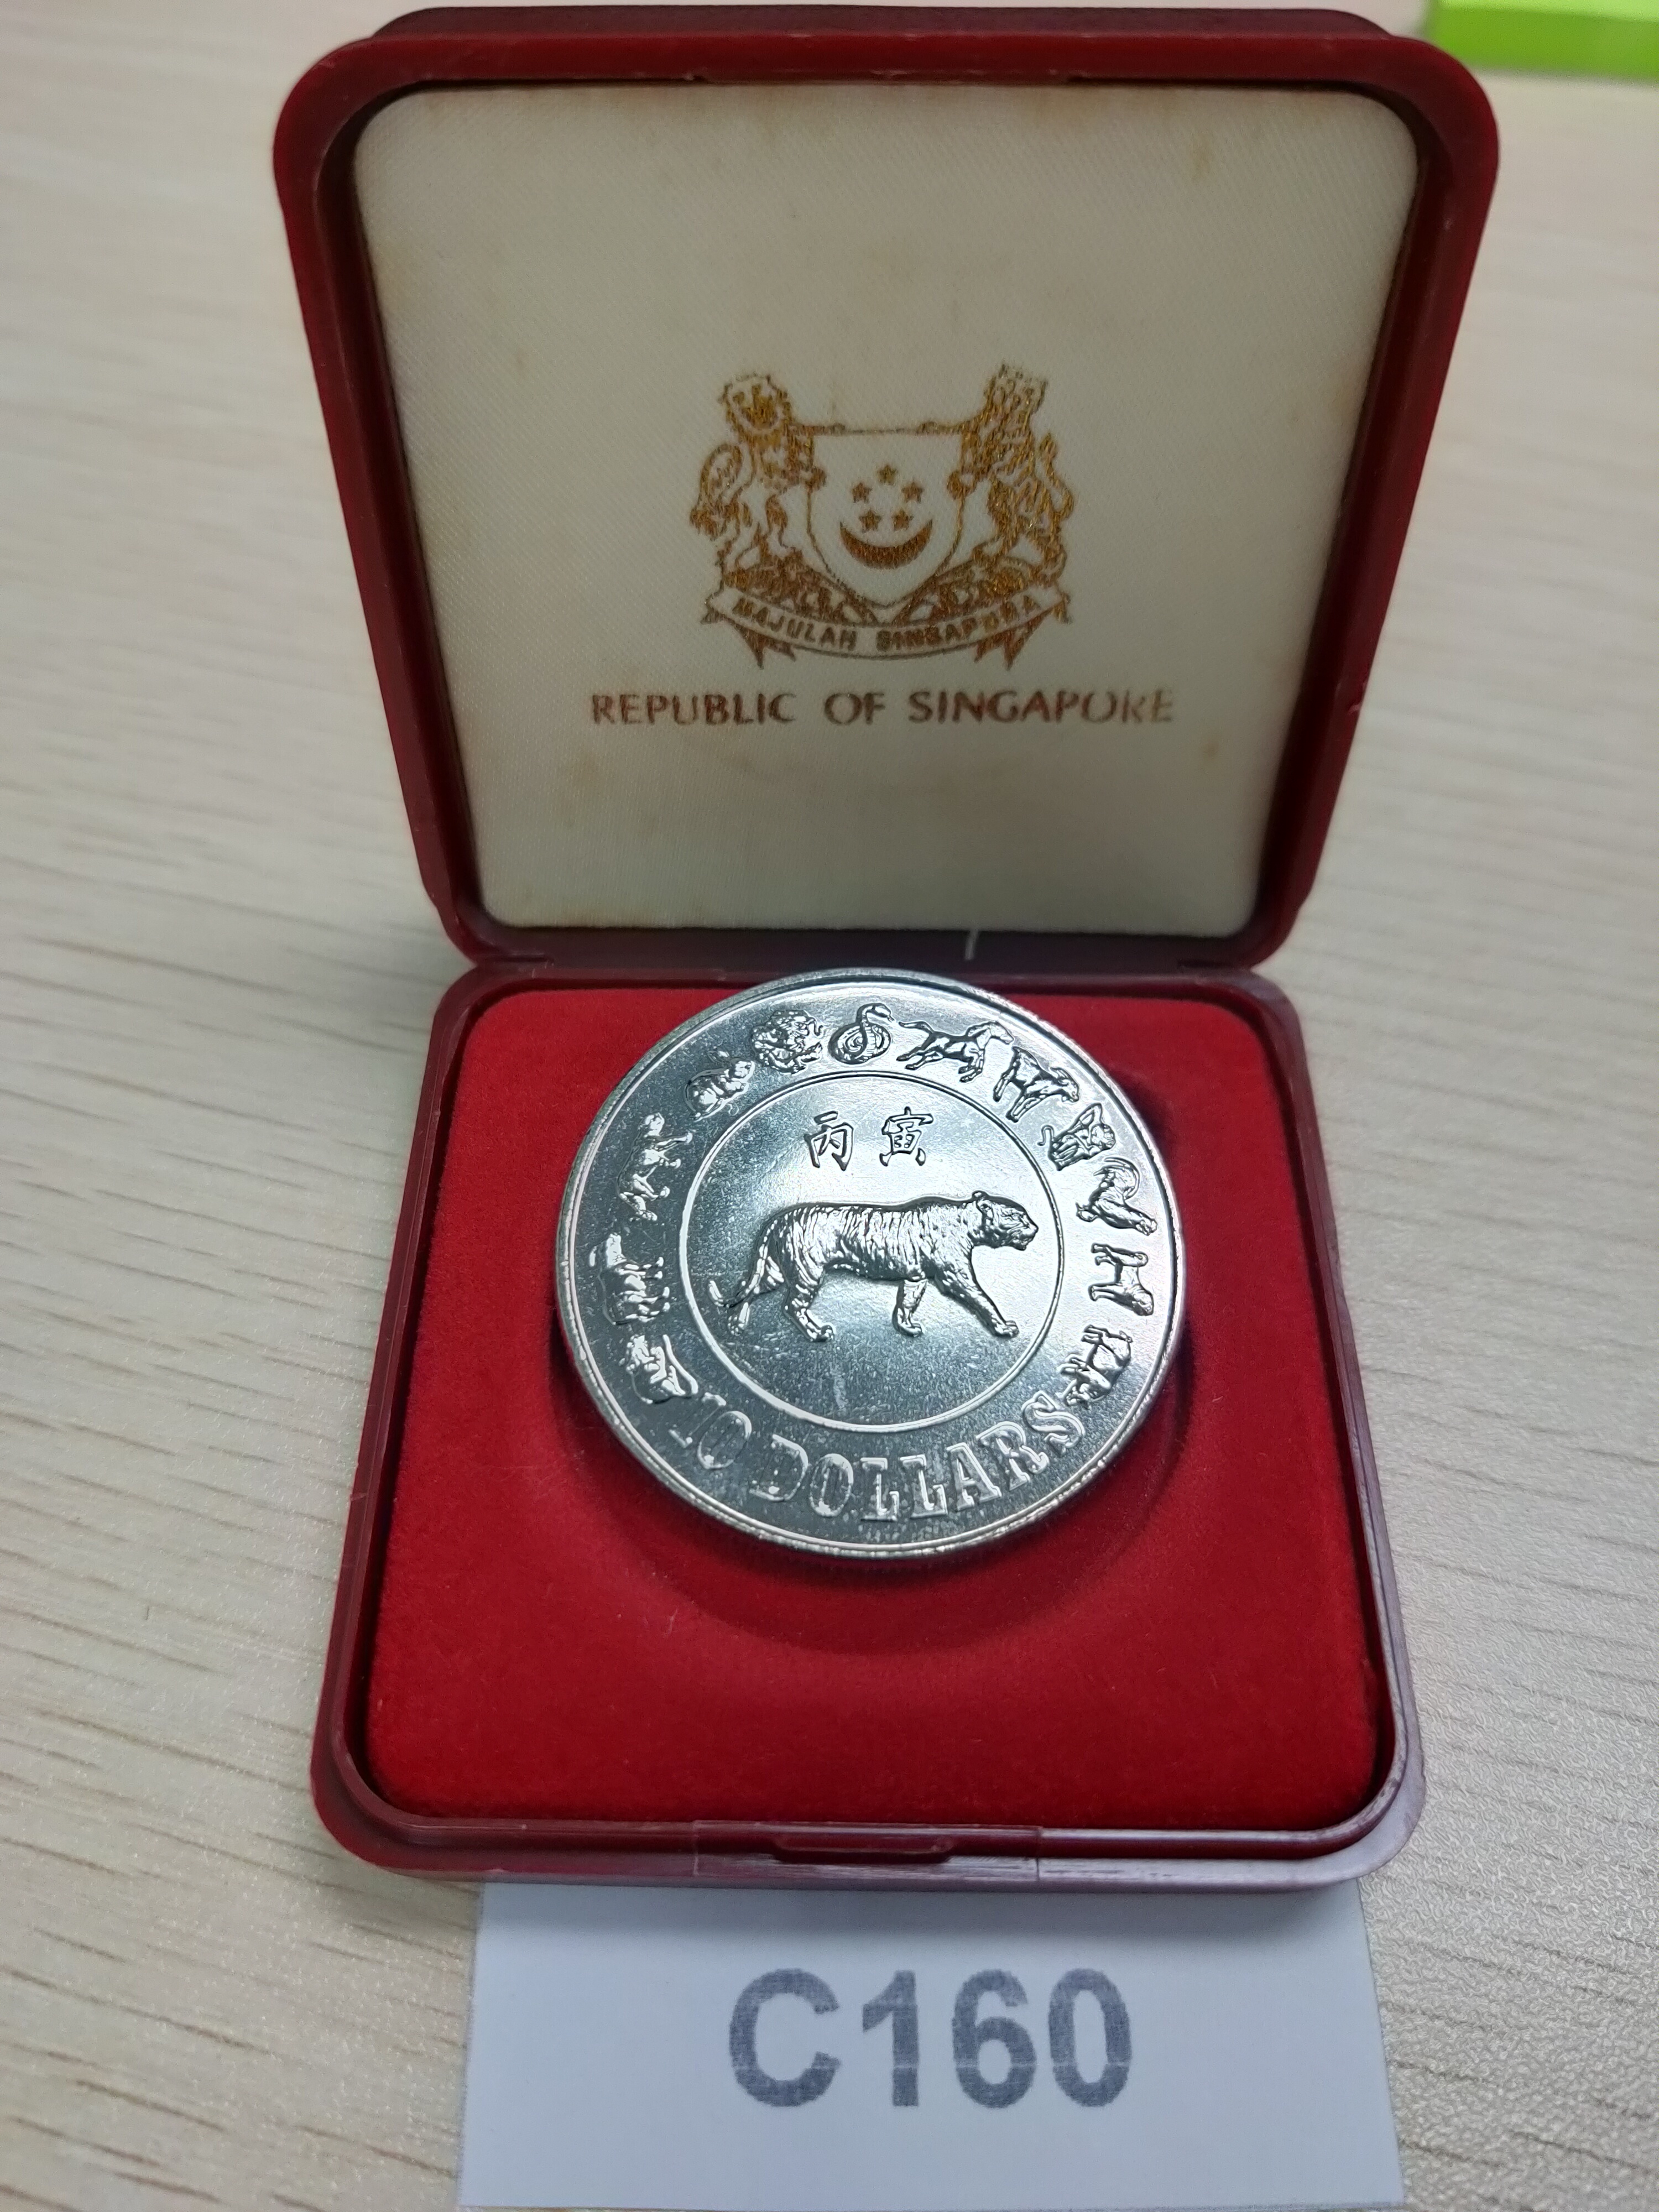 MAJULAH SINGAPURA
REPUBLIC OF SINGAPORE
丙寅
10 DOLLARS
C160